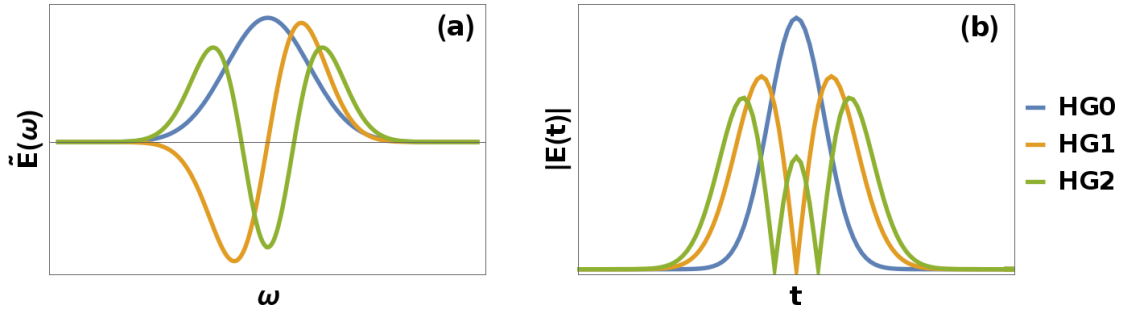 (a)
Ẽ(ω)
ω
(b)
|E(t)|
t
HG0
HG1
HG2